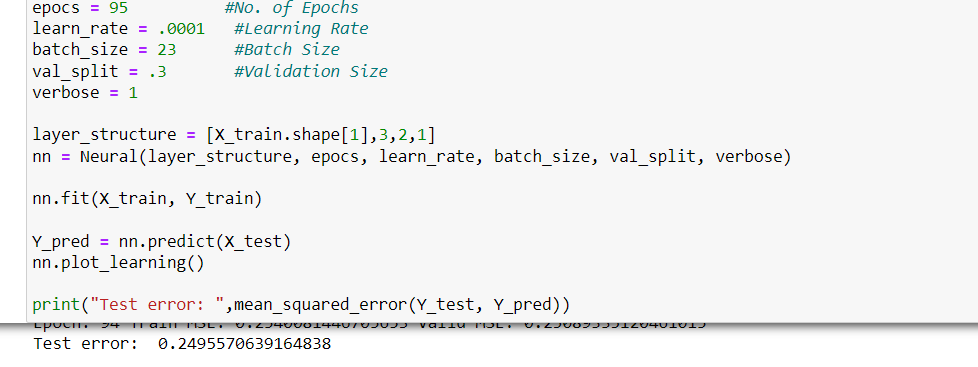 epocs = 95 #No. of Epochs
learn_rate = .0001 #Learning Rate
batch_size = 23 #Batch Size
val_split = .3 #Validation Size
verbose = 1
layer_structure = [X_train.shape[1],3,2,1]
nn = Neural(layer_structure, epocs, learn_rate, batch_size, val_split, verbose)
nn.fit(X_train, Y_train)
Y_pred = nn.predict(X_test)
nn.plot_learning()
print("Test error: ",mean_squared_error(Y_test, Y_pred))
Epoch: 94 Train MSE: Valid MSE:
Test error: 0.2495570639164838